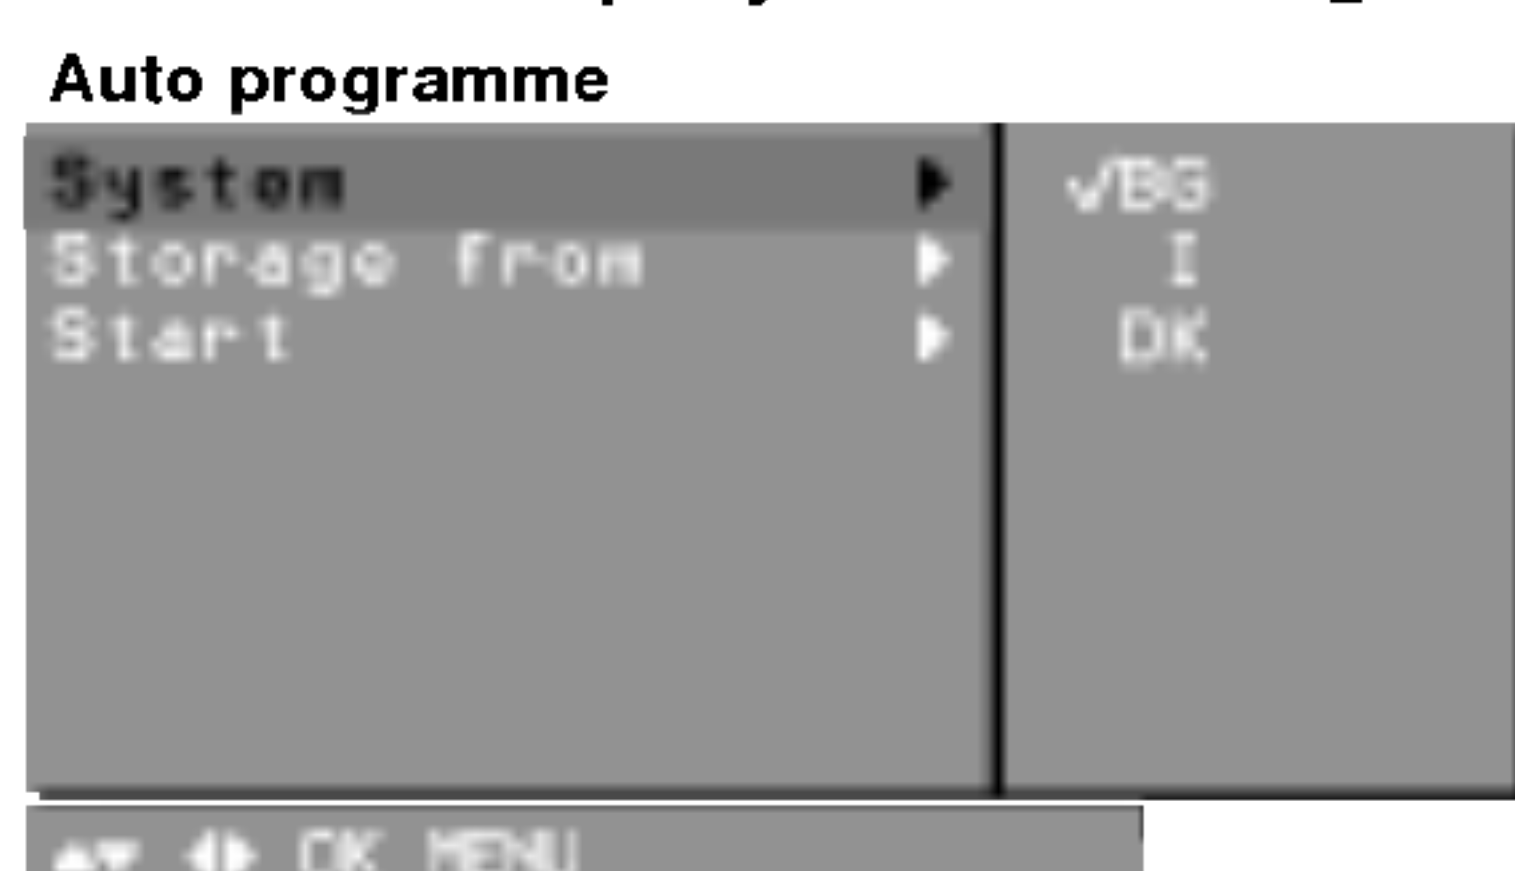 Auto programme
System ▶ √BG
Storage from ▶ I
Start ▶ DK
▲▼ ◀▶ OK MENU